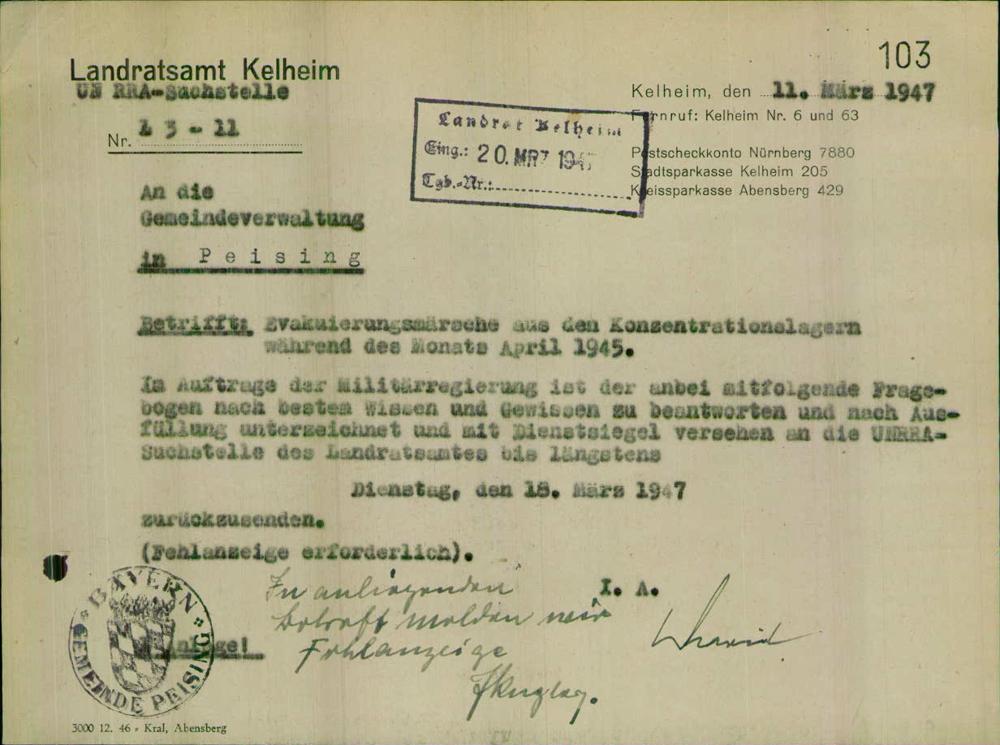 103
Landratsamt Kelheim
UN RRA-Suchstelle
Kelheim, den 11. März 1947
Fernruf: Kelheim Nr. 6 und 63
Postscheckkonto Nürnberg 7880
Stadtsparkasse Kelheim 205
Kreissparkasse Abensberg 429
Nr. L 3 - 11
Landrat Kelheim
Eing.: 20. MRZ 194
Tgb.-Nr.:
An die
Gemeindeverwaltung
in Peising
Betrifft: Evakuierungsmärsche aus den Konzentrationslagern
während des Monats April 1945.
Im Auftrage der Militärregierung ist der anbei mitfolgende Frage-
bogen nach bestem Wissen und Gewissen zu beantworten und nach Aus-
füllung unterzeichnet und mit Dienstsiegel versehen an die UNRRA-
Suchstelle des Landratsamtes bis längstens
Dienstag, den 18. März 1947
zurückzusenden.
(Fehlanzeige erforderlich).
I. A.
In anliegenden
betreff melden wir
Fehlanzeige
Anlage!
BAYERN
GEMEINDE PEISING
3000 12. 46 - Kral, Abensberg